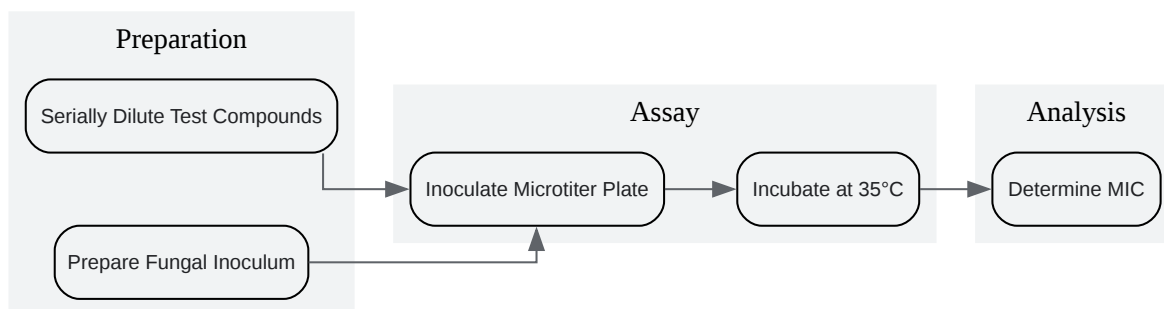 Preparation
Serially Dilute Test Compounds
Prepare Fungal Inoculum
Assay
Inoculate Microtiter Plate
Incubate at 35°C
Analysis
Determine MIC